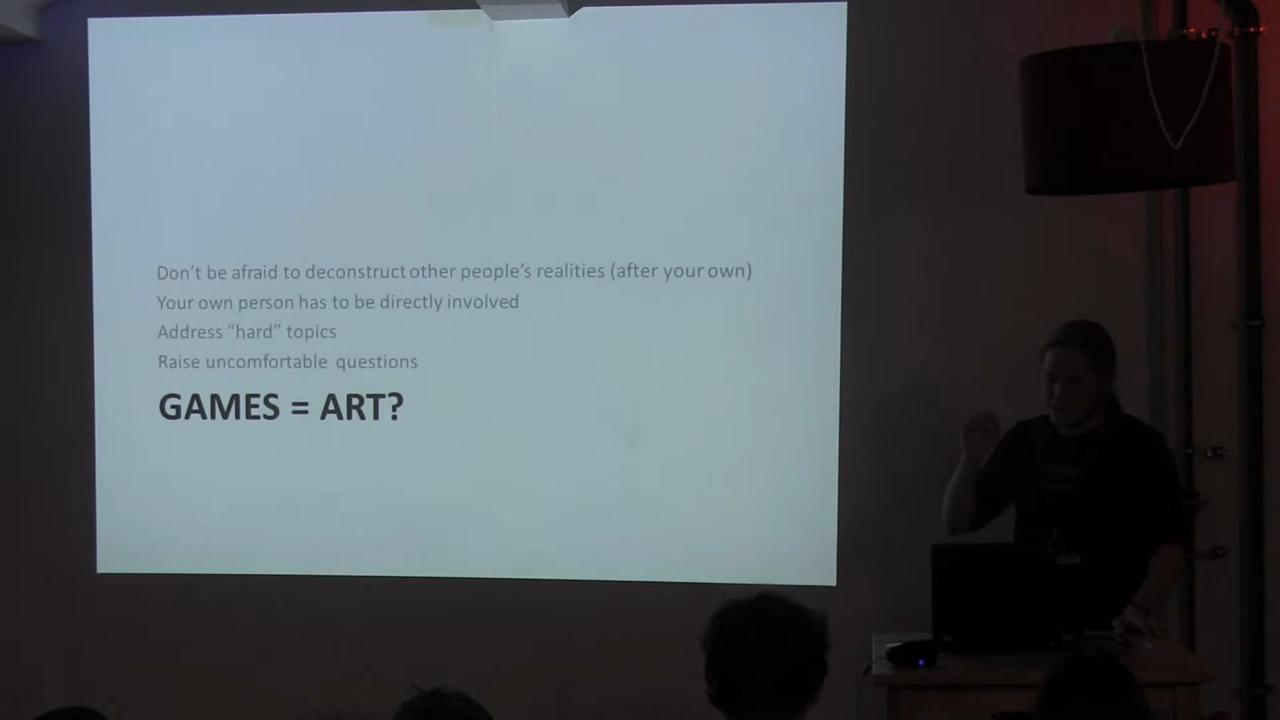 Don't be afraid to deconstruct other people's realities (after your own)
Your own person has to be directly involved
Address “hard” topics
Raise uncomfortable questions
GAMES = ART?